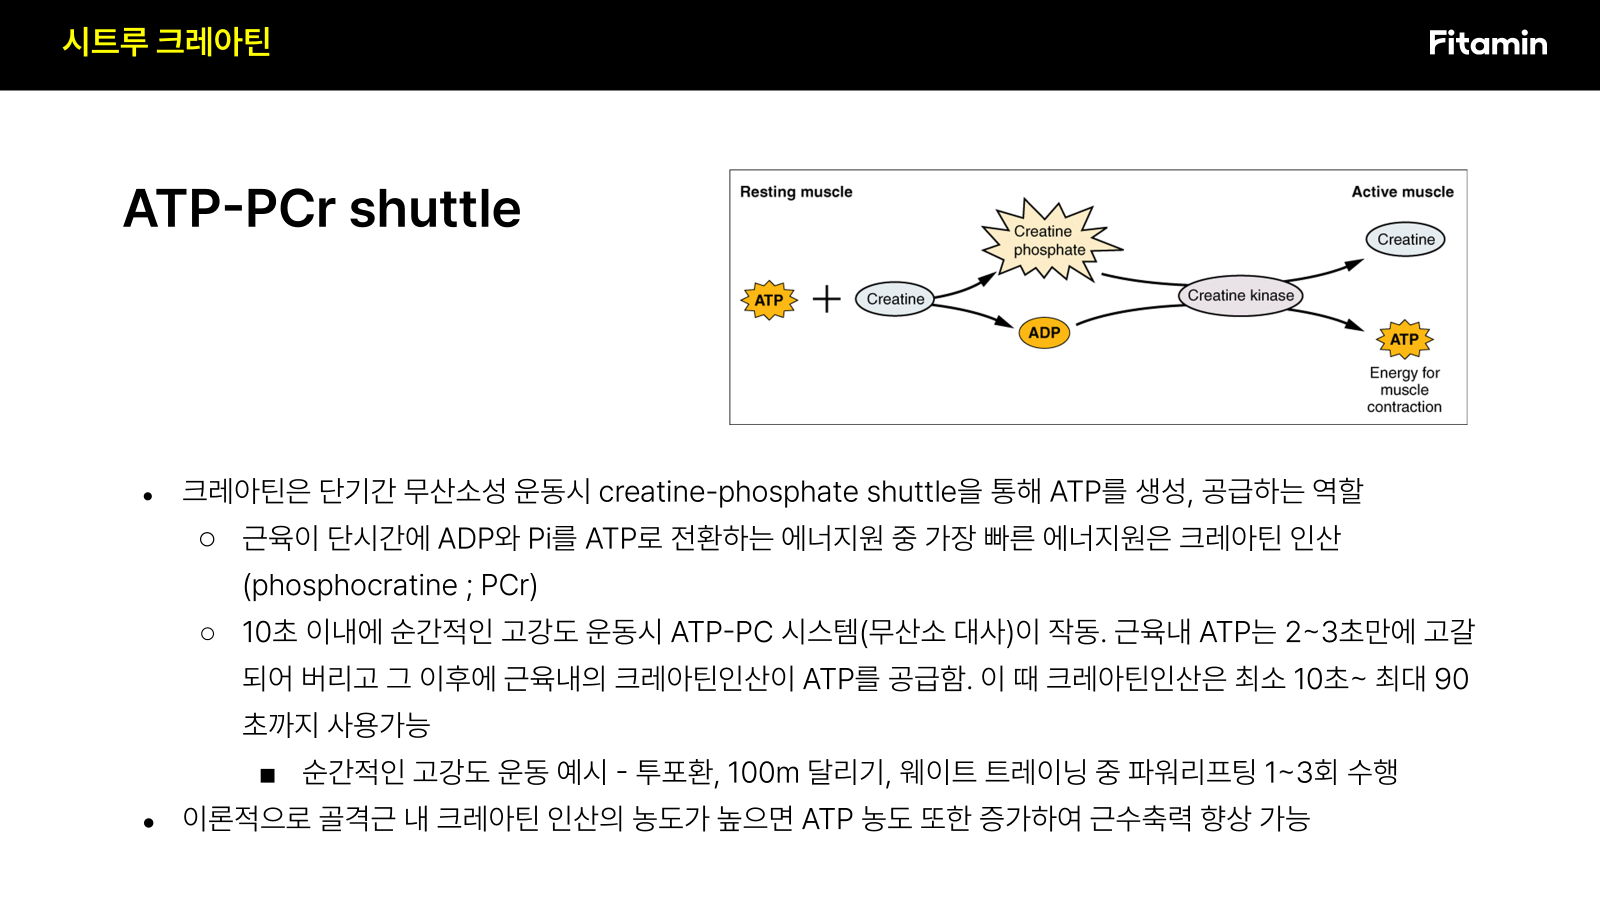 시트루 크레아틴
Fitamin
ATP-PCr shuttle
Resting muscle
Active muscle
Creatine
phosphate
Creatine
ATP
+
Creatine
Creatine kinase
ADP
ATP
Energy for
muscle
contraction
● 크레아틴은 단기간 무산소성 운동시 creatine-phosphate shuttle을 통해 ATP를 생성, 공급하는 역할
○ 근육이 단시간에 ADP와 Pi를 ATP로 전환하는 에너지원 중 가장 빠른 에너지원은 크레아틴 인산
(phosphocratine ; PCr)
○ 10초 이내에 순간적인 고강도 운동시 ATP-PC 시스템(무산소 대사)이 작동. 근육내 ATP는 2~3초만에 고갈
되어 버리고 그 이후에 근육내의 크레아틴인산이 ATP를 공급함. 이 때 크레아틴인산은 최소 10초~ 최대 90
초까지 사용가능
■ 순간적인 고강도 운동 예시 - 투포환, 100m 달리기, 웨이트 트레이닝 중 파워리프팅 1~3회 수행
● 이론적으로 골격근 내 크레아틴 인산의 농도가 높으면 ATP 농도 또한 증가하여 근수축력 향상 가능